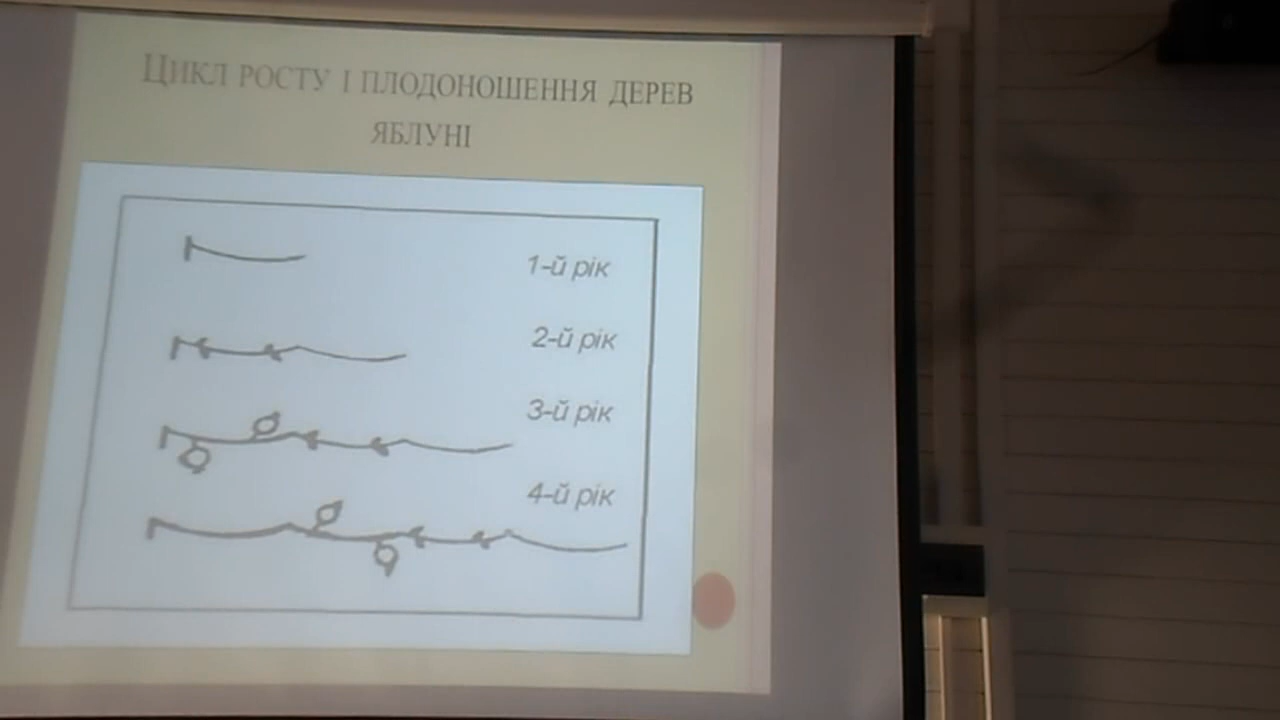 ЦИКЛ РОСТУ І ПЛОДОНОШЕННЯ ДЕРЕВ
ЯБЛУНІ
1-й рік
2-й рік
3-й рік
4-й рік